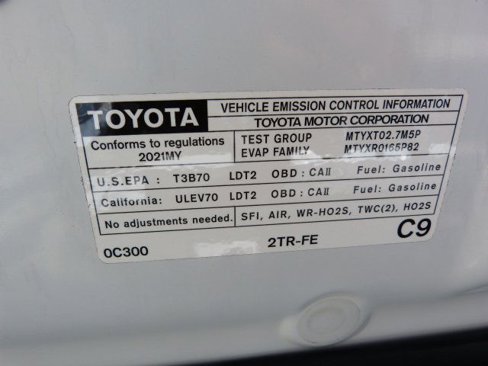 TOYOTA VEHICLE EMISSION CONTROL INFORMATION
TOYOTA MOTOR CORPORATION
Conforms to regulations TEST GROUP MTYXT02.7M5P
2021MY EVAP FAMILY MTYXR0165P82
U.S.EPA : T3B70 LDT2 OBD : CAII Fuel: Gasoline
California: ULEV70 LDT2 OBD : CAII Fuel: Gasoline
No adjustments needed. SFI, AIR, WR-HO2S, TWC(2), HO2S
0C300 2TR-FE C9